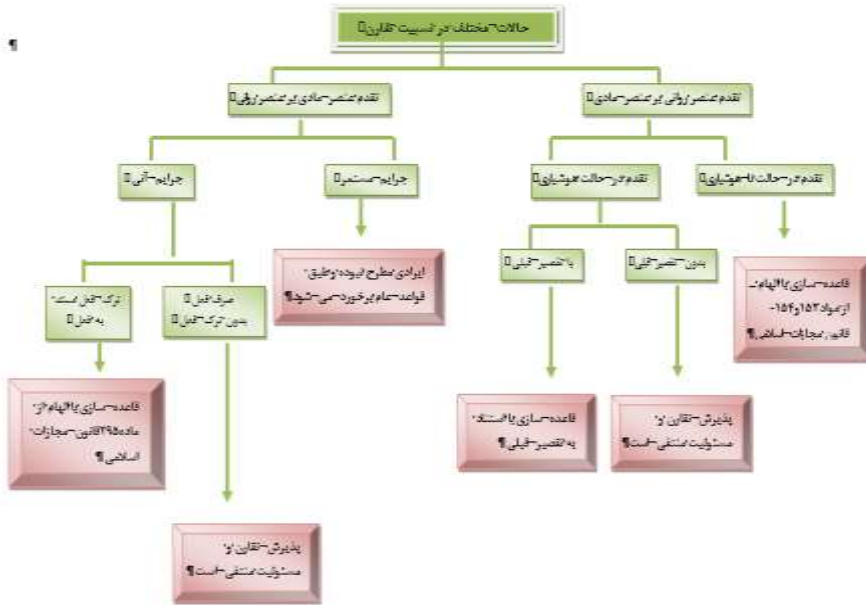 حالات مختلف در نسبیت تقارن
¶
تقدم عنصر روانی بر عنصر مادی
تقدم عنصر مادی بر عنصر روانی
تقدم در حالت نا هوشیاری
تقدم در حالت هوشیاری
جرایم مستمر
جرایم آنی
بدون تقصیر قبلی
با تقصیر قبلی
قاعده سازی با الهام
از مواد ۱۵۳ و ۱۵۴
قانون مجازات اسلامی¶
ایرادی مطرح نبوده و طبق
قواعد عام برخورد می شود¶
صرف فعل
بدون ترک فعل
ترک فعل
به فعل
پذیرش تقارن و
مسئولیت منتفی است¶
قاعده سازی با استناد
به تقصیر قبلی¶
قاعده سازی با الهام از
ماده ۲۹۵ قانون مجازات
اسلامی¶
پذیرش تقارن و
مسئولیت منتفی است¶